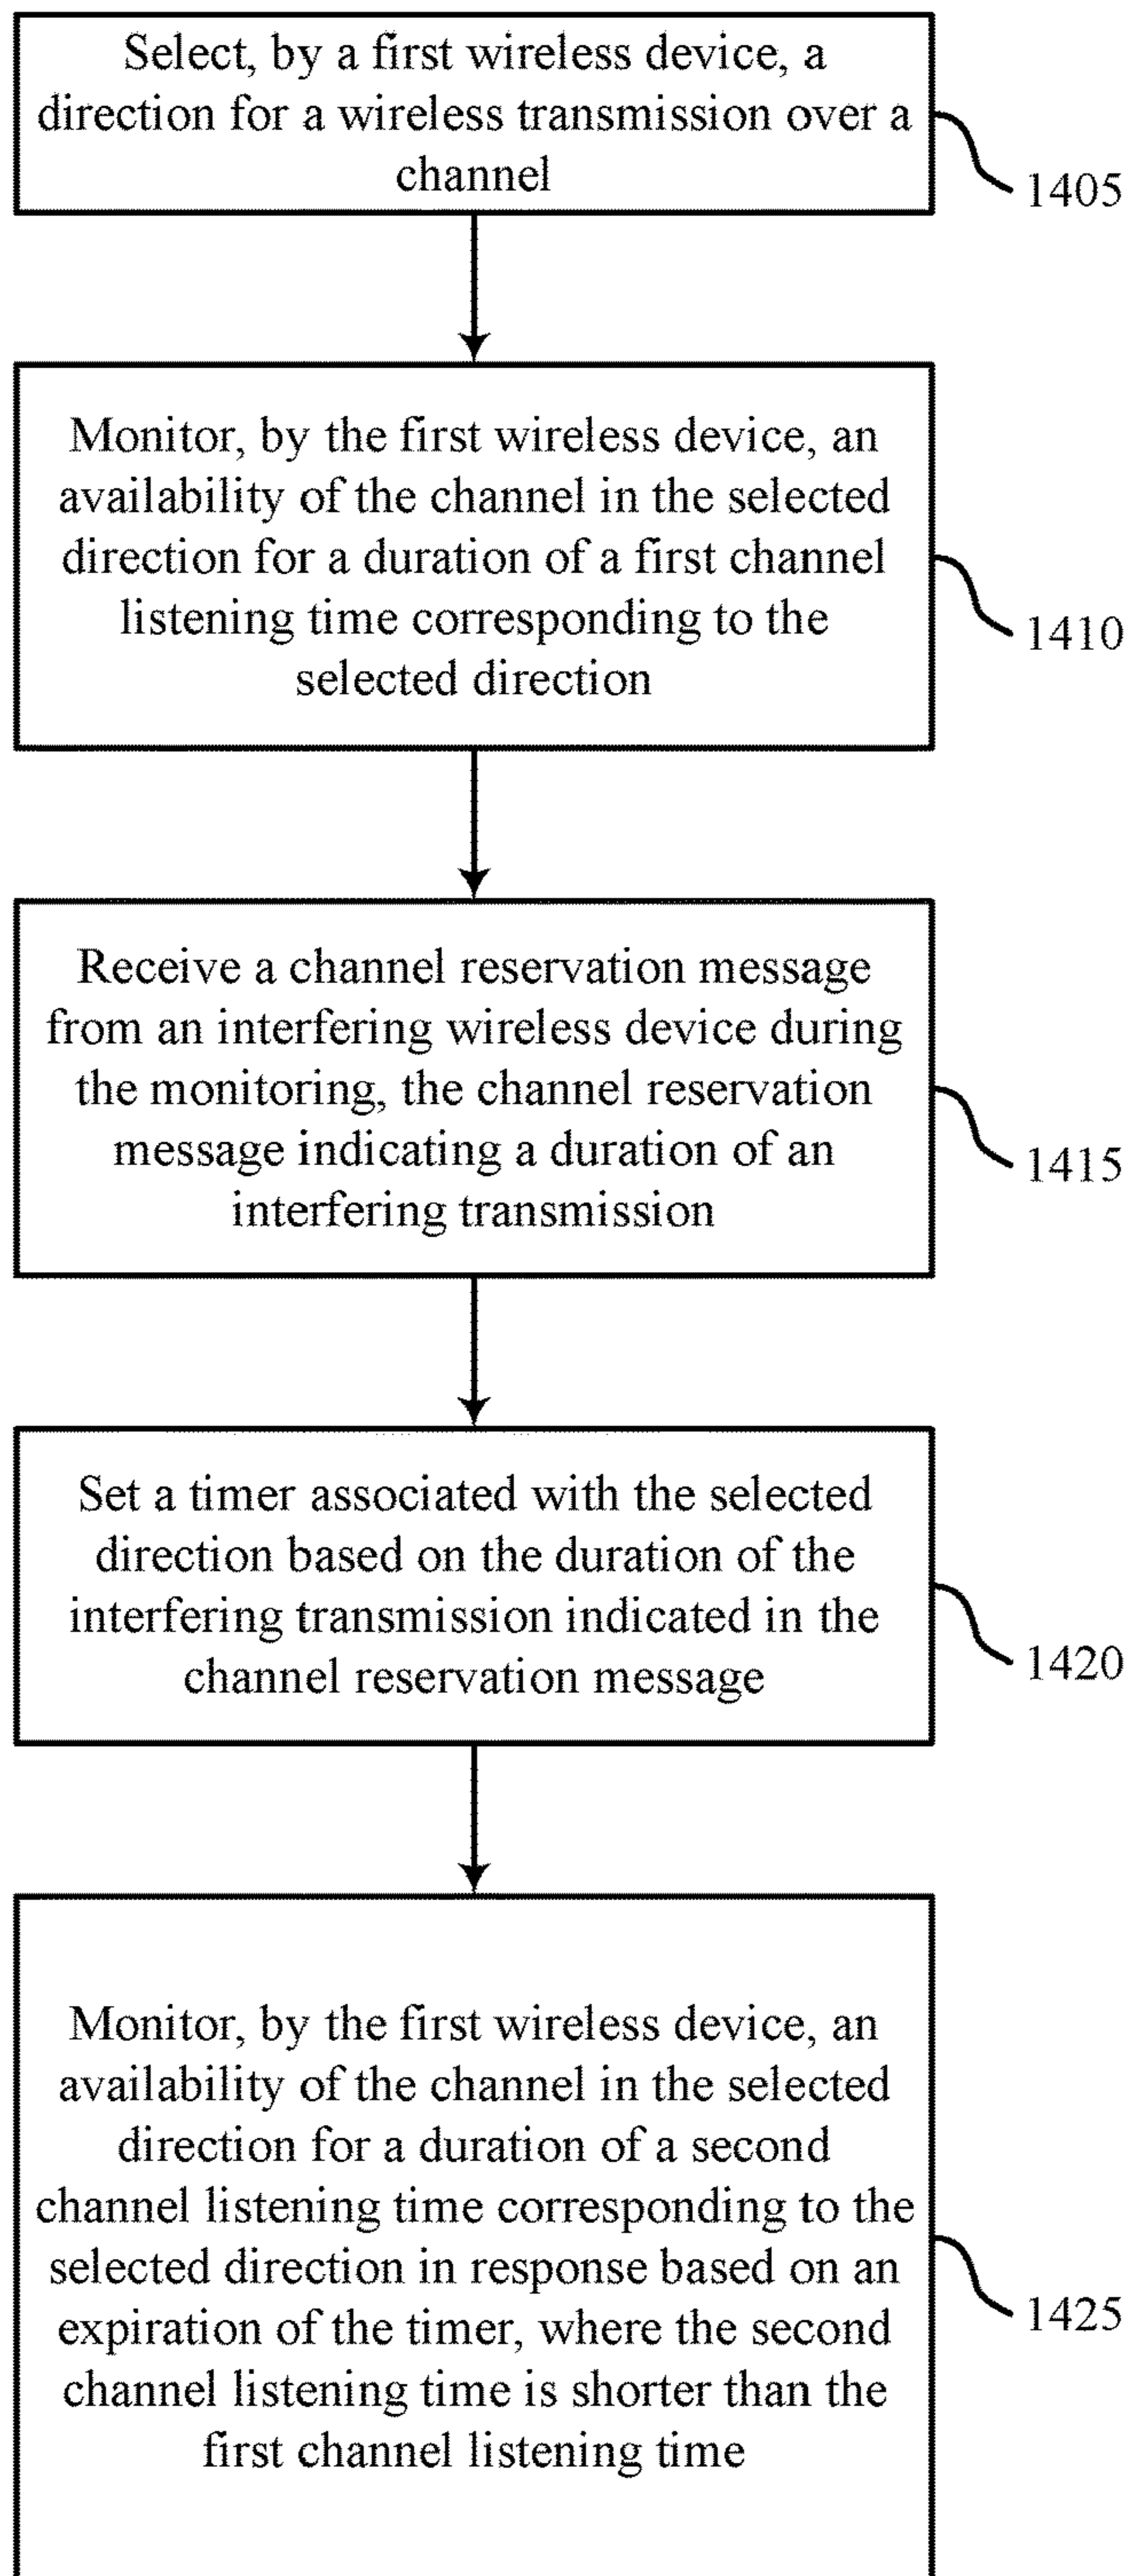 Select, by a first wireless device, a
direction for a wireless transmission over a
channel
1405
Monitor, by the first wireless device, an
availability of the channel in the selected
direction for a duration of a first channel
listening time corresponding to the
selected direction
1410
Receive a channel reservation message
from an interfering wireless device during
the monitoring, the channel reservation
message indicating a duration of an
interfering transmission
1415
Set a timer associated with the selected
direction based on the duration of the
interfering transmission indicated in the
channel reservation message
1420
Monitor, by the first wireless device, an
availability of the channel in the selected
direction for a duration of a second
channel listening time corresponding to the
selected direction in response based on an
expiration of the timer, where the second
channel listening time is shorter than the
first channel listening time
1425